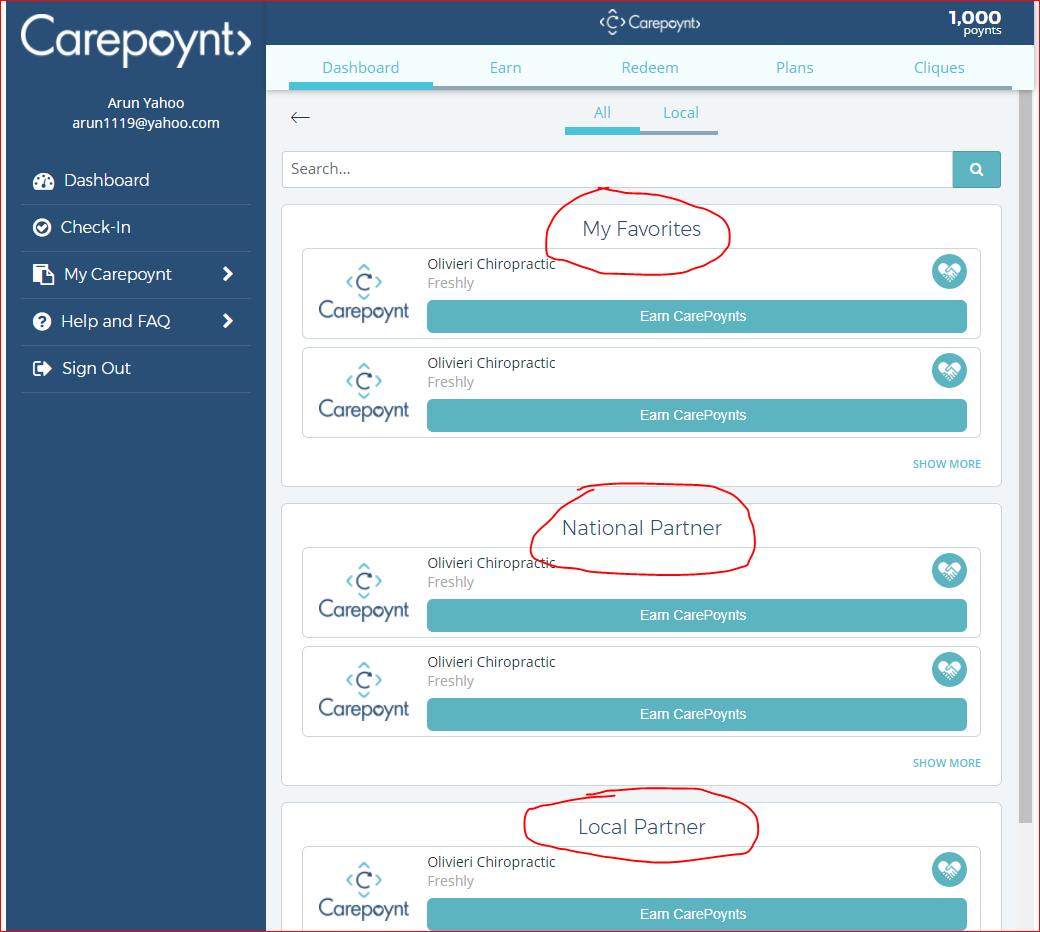 Carepoynt
Arun Yahoo
arun1119@yahoo.com
Dashboard
Check-In
My Carepoynt
Help and FAQ
Sign Out
Carepoynt
1,000
poynts
Dashboard Earn Redeem Plans Cliques
All Local
Search...
My Favorites
Carepoynt
Olivieri Chiropractic
Freshly
Earn CarePoynts
Carepoynt
Olivieri Chiropractic
Freshly
Earn CarePoynts
SHOW MORE
National Partner
Carepoynt
Olivieri Chiropractic
Freshly
Earn CarePoynts
Carepoynt
Olivieri Chiropractic
Freshly
Earn CarePoynts
SHOW MORE
Local Partner
Carepoynt
Olivieri Chiropractic
Freshly
Earn CarePoynts